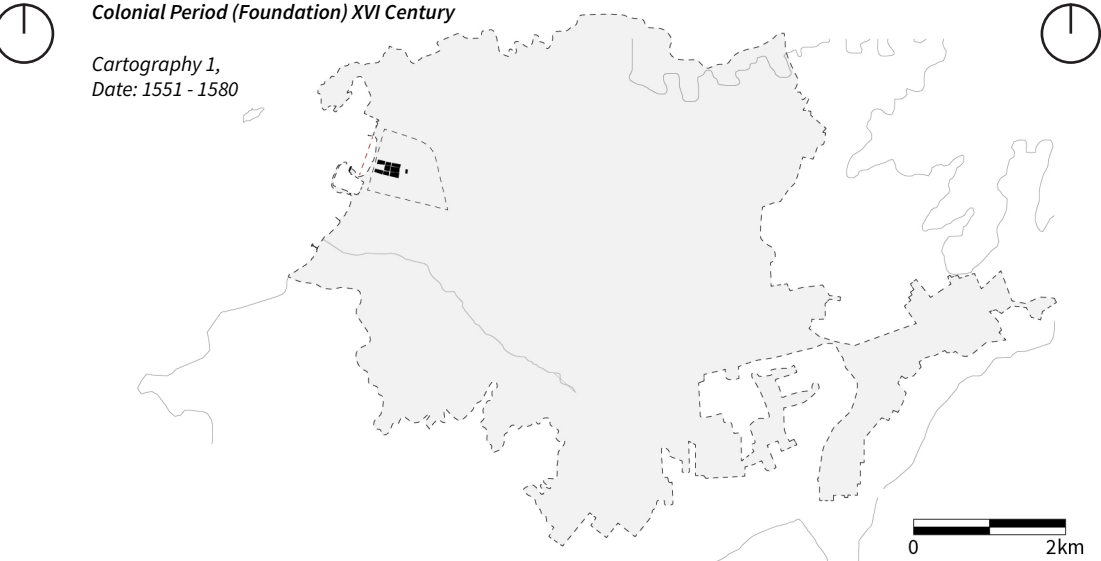 Colonial Period (Foundation) XVI Century
Cartography 1,
Date: 1551 - 1580
0 2km